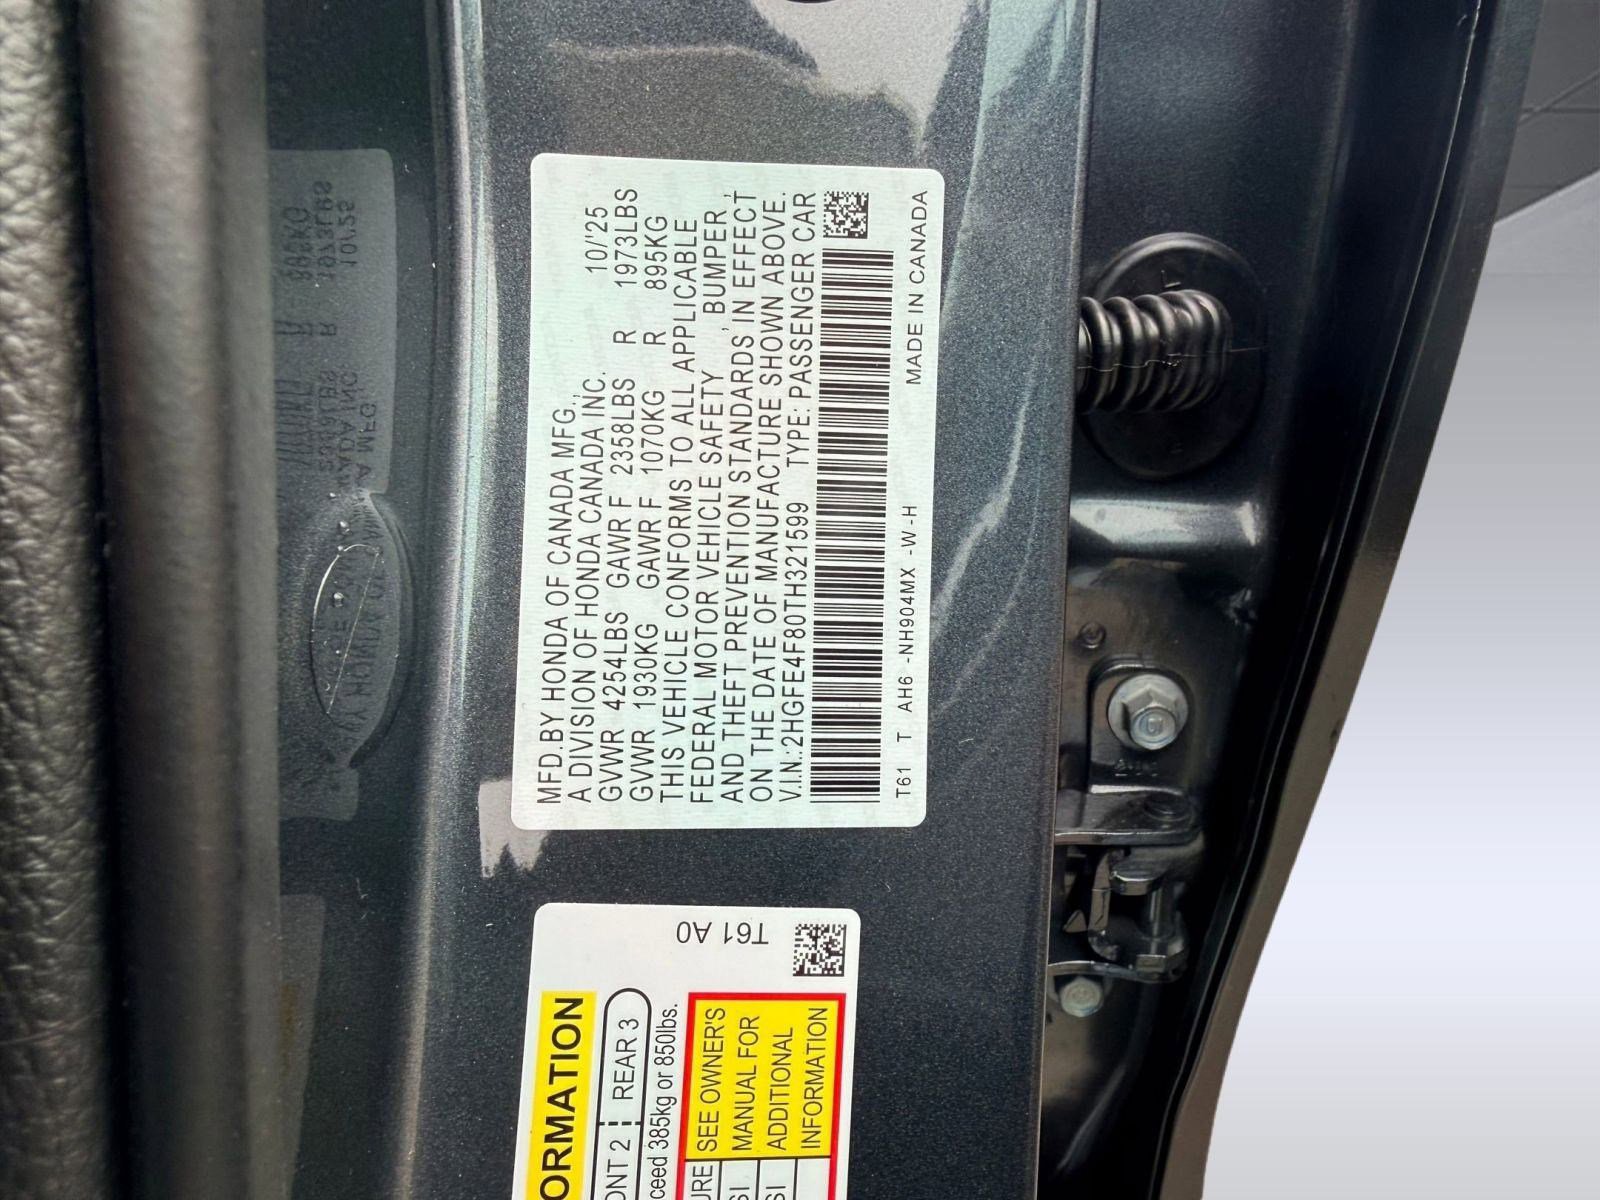 MFD.BY HONDA OF CANADA MFG.,
A DIVISION OF HONDA CANADA INC. 10/'25
GVWR 4254LBS GAWR F 2358LBS R 1973LBS
GVWR 1930KG GAWR F 1070KG R 895KG
THIS VEHICLE CONFORMS TO ALL APPLICABLE
FEDERAL MOTOR VEHICLE SAFETY , BUMPER ,
AND THEFT PREVENTION STANDARDS IN EFFECT
ON THE DATE OF MANUFACTURE SHOWN ABOVE.
V.I.N.:2HGFE4F80TH321599 TYPE: PASSENGER CAR
T61 T AH6 -NH904MX -W-H MADE IN CANADA
T61 A0
ORMATION
ONT 2 REAR 3
ceed 385kg or 850lbs.
URE
SI
SI
SEE OWNER'S
MANUAL FOR
ADDITIONAL
INFORMATION